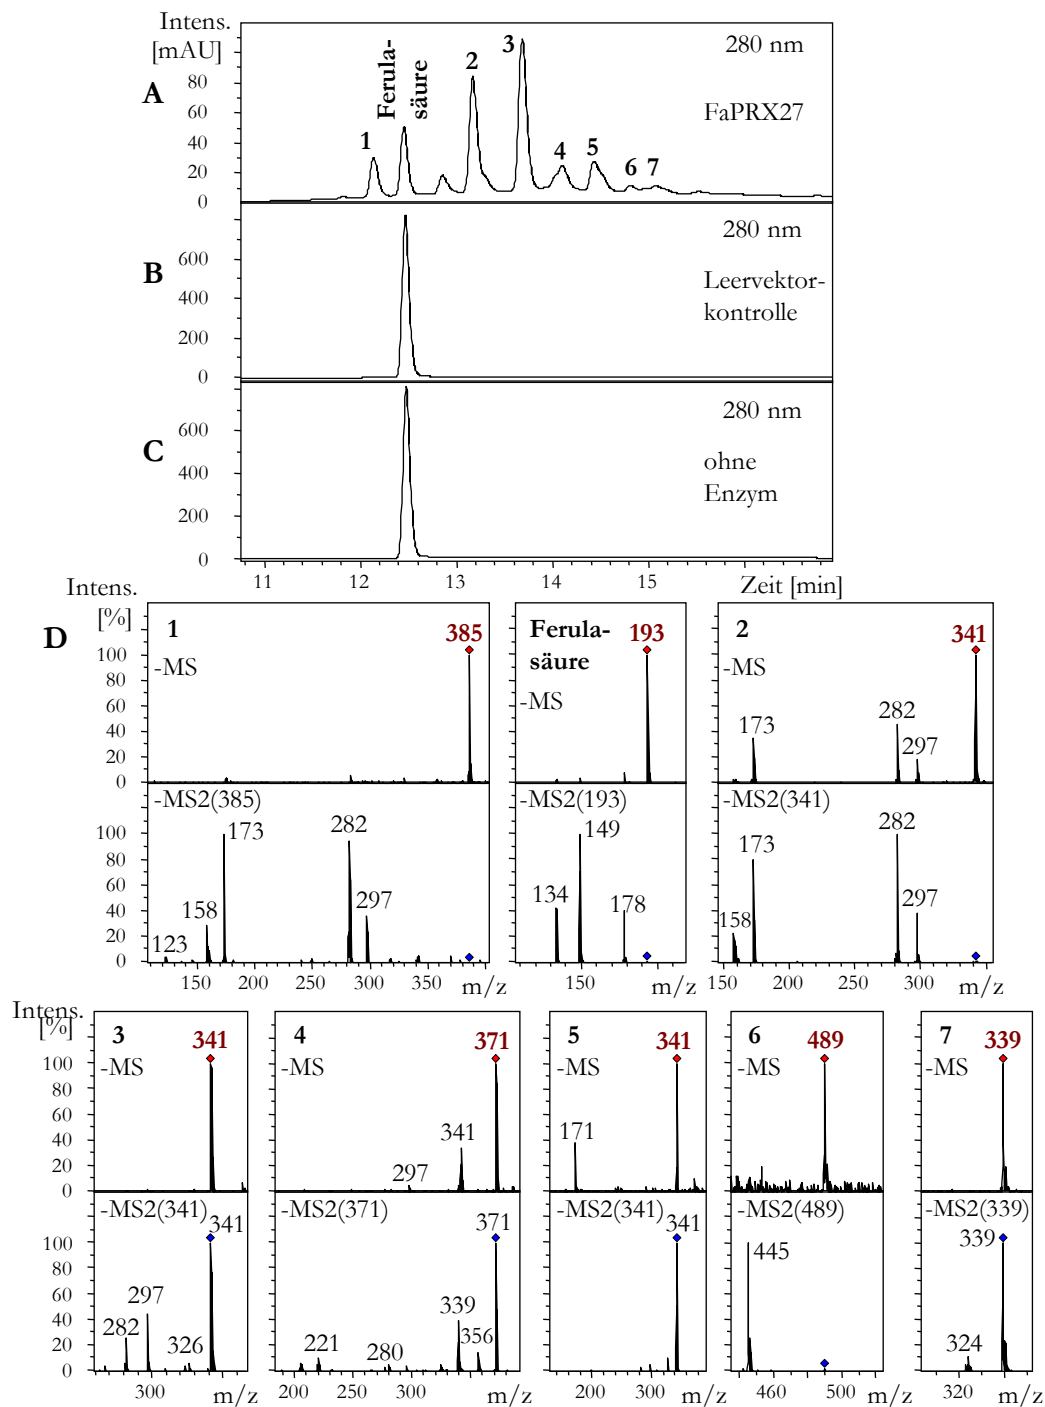 Intens.
[mAU]
A
280 nm
FaPRX27
Ferula-
säure
1
2
3
4
5
6
7
80
60
40
20
0
B
280 nm
Leervektor-
kontrolle
600
400
200
0
C
280 nm
ohne
Enzym
600
400
200
0
11 12 13 14 15 Zeit [min]
Intens.
[%]
D
1
-MS
385
100
80
60
40
20
0
Ferula-
säure
-MS
193
2
-MS
341
173
282
297
-MS2(385)
173
282
158
297
123
100
80
60
40
20
0
150 200 250 300 350 m/z
-MS2(193)
149
134
178
150 m/z
-MS2(341)
282
173
297
158
150 200 250 300 m/z
Intens.
[%]
3
-MS
341
100
80
60
40
20
0
4
-MS
371
341
297
5
-MS
341
171
6
-MS
489
7
-MS
339
-MS2(341)
341
297
282
326
100
80
60
40
20
0
300 m/z
-MS2(371)
371
339
356
221
280
200 300 m/z
-MS2(341)
341
200 300 m/z
-MS2(489)
445
460 500 m/z
-MS2(339)
339
324
320 m/z